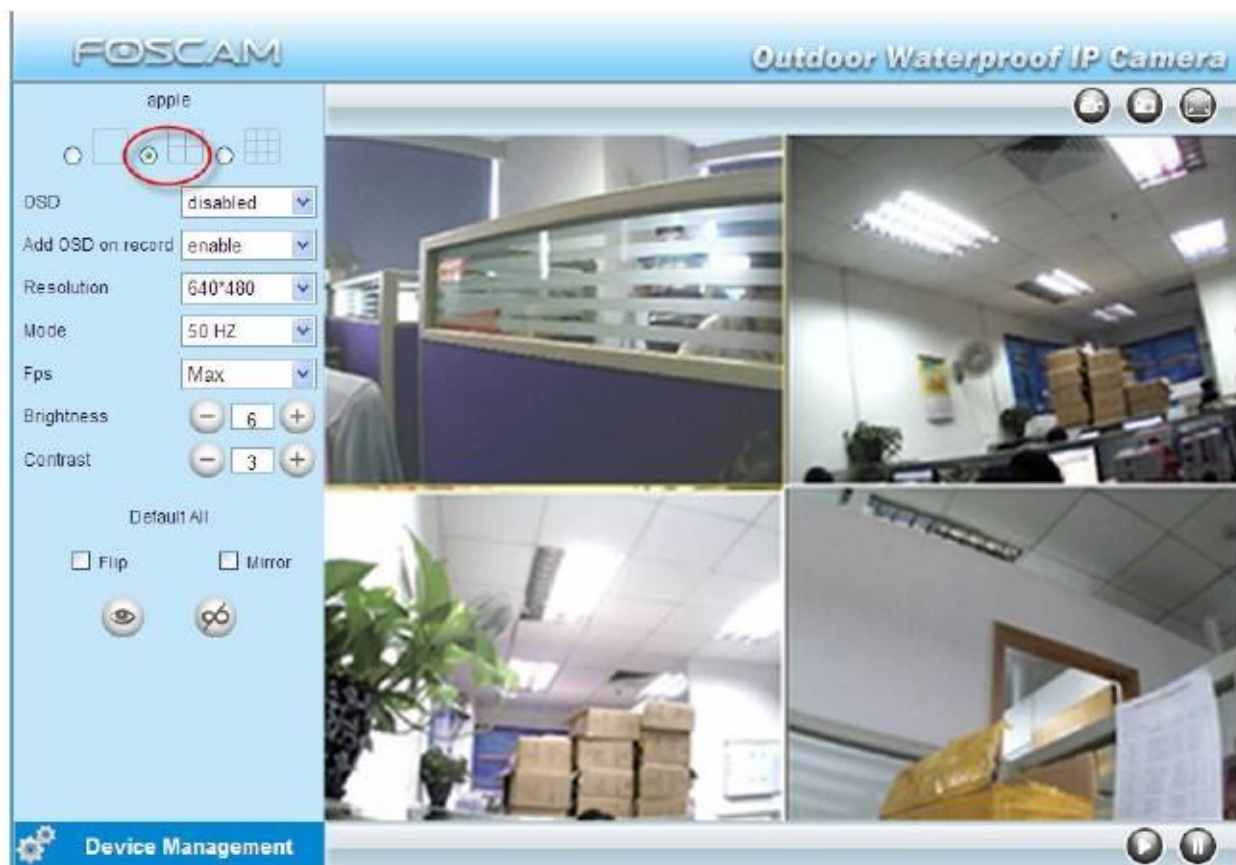 FOSCAM
Outdoor Waterproof IP Camera
apple
OSD disabled
Add OSD on record enable
Resolution 640*480
Mode 50 HZ
Fps Max
Brightness 6
Contrast 3
Default All
Flip Mirror
Device Management